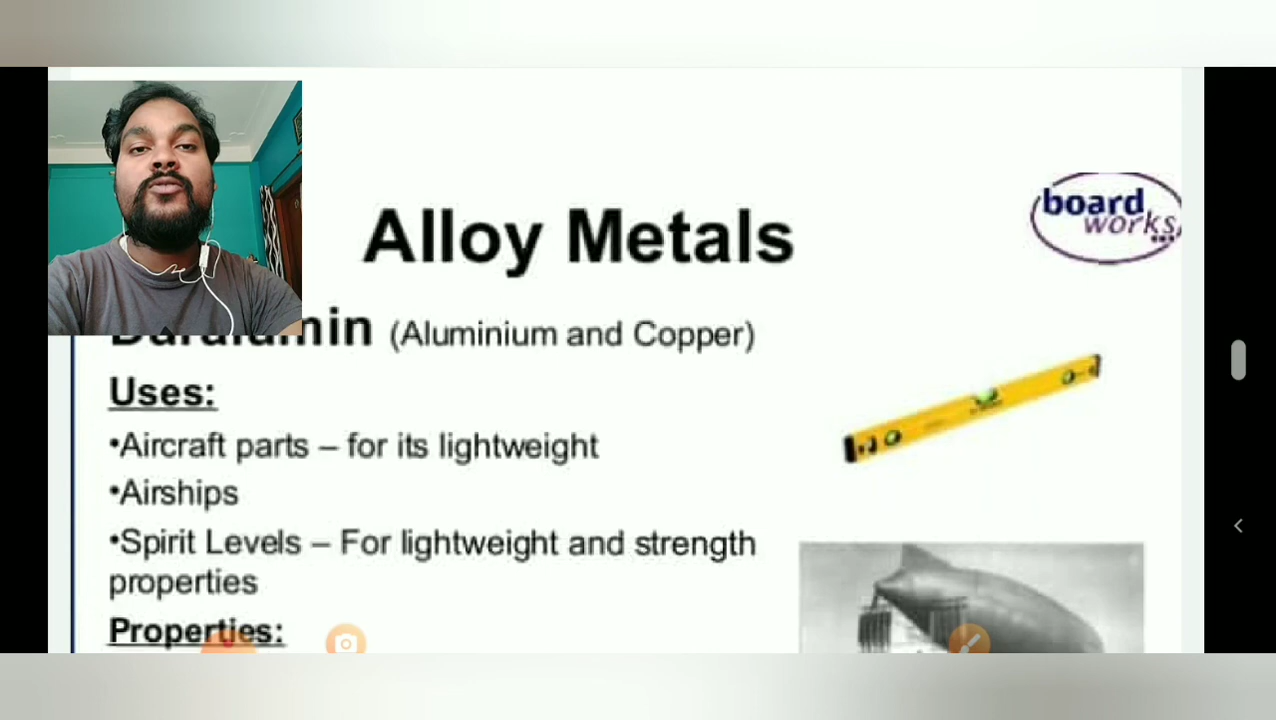 board
works
Alloy Metals
(Aluminium and Copper)
Uses:
•Aircraft parts – for its lightweight
•Airships
•Spirit Levels – For lightweight and strength
properties
Properties: